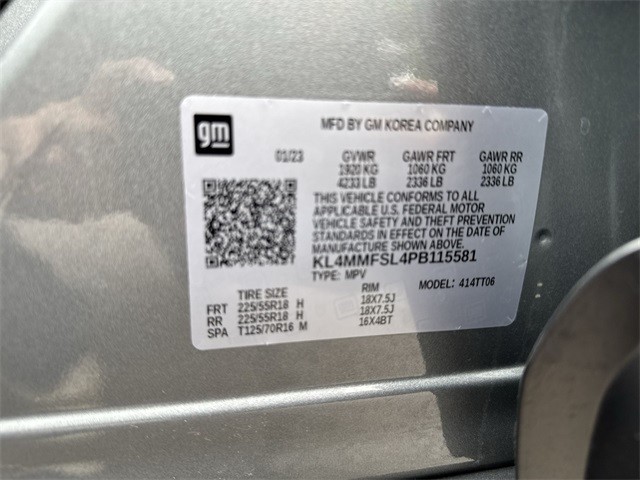 gm
MFD BY GM KOREA COMPANY
01/23 GVWR GAWR FRT GAWR RR
1920 KG 1060 KG 1060 KG
4233 LB 2336 LB 2336 LB
THIS VEHICLE CONFORMS TO ALL
APPLICABLE U.S. FEDERAL MOTOR
VEHICLE SAFETY AND THEFT PREVENTION
STANDARDS IN EFFECT ON THE DATE OF
MANUFACTURE SHOWN ABOVE.
KL4MMFSL4PB115581
TYPE: MPV MODEL: 414TT06
TIRE SIZE RIM
FRT 225/55R18 H 18X7.5J
RR 225/55R18 H 18X7.5J
SPA T125/70R16 M 16X4BT